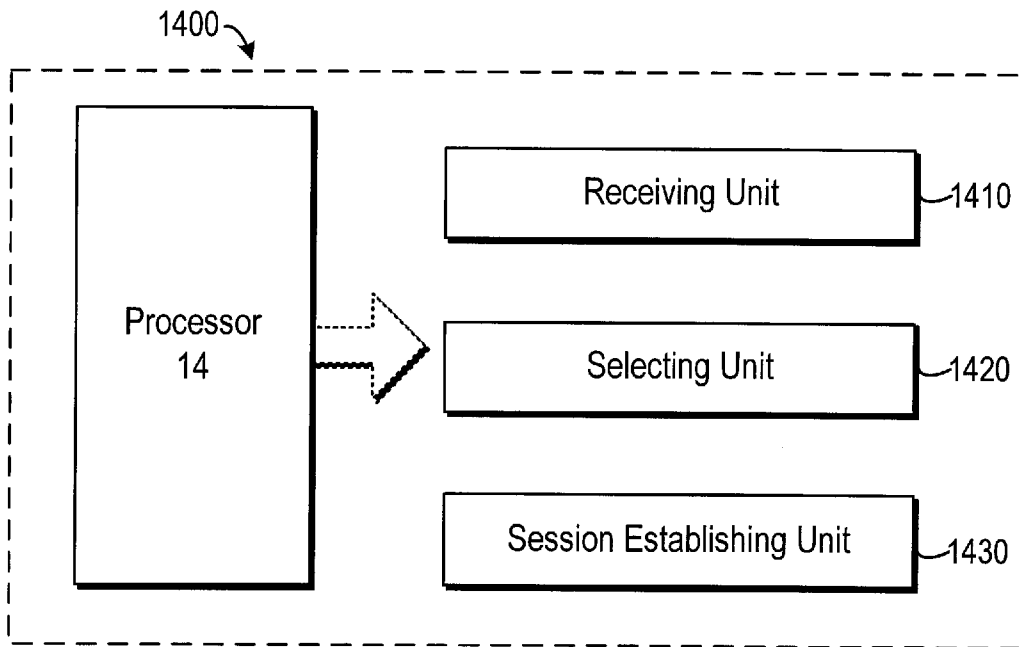 1400
Receiving Unit
1410
Processor
14
Selecting Unit
1420
Session Establishing Unit
1430